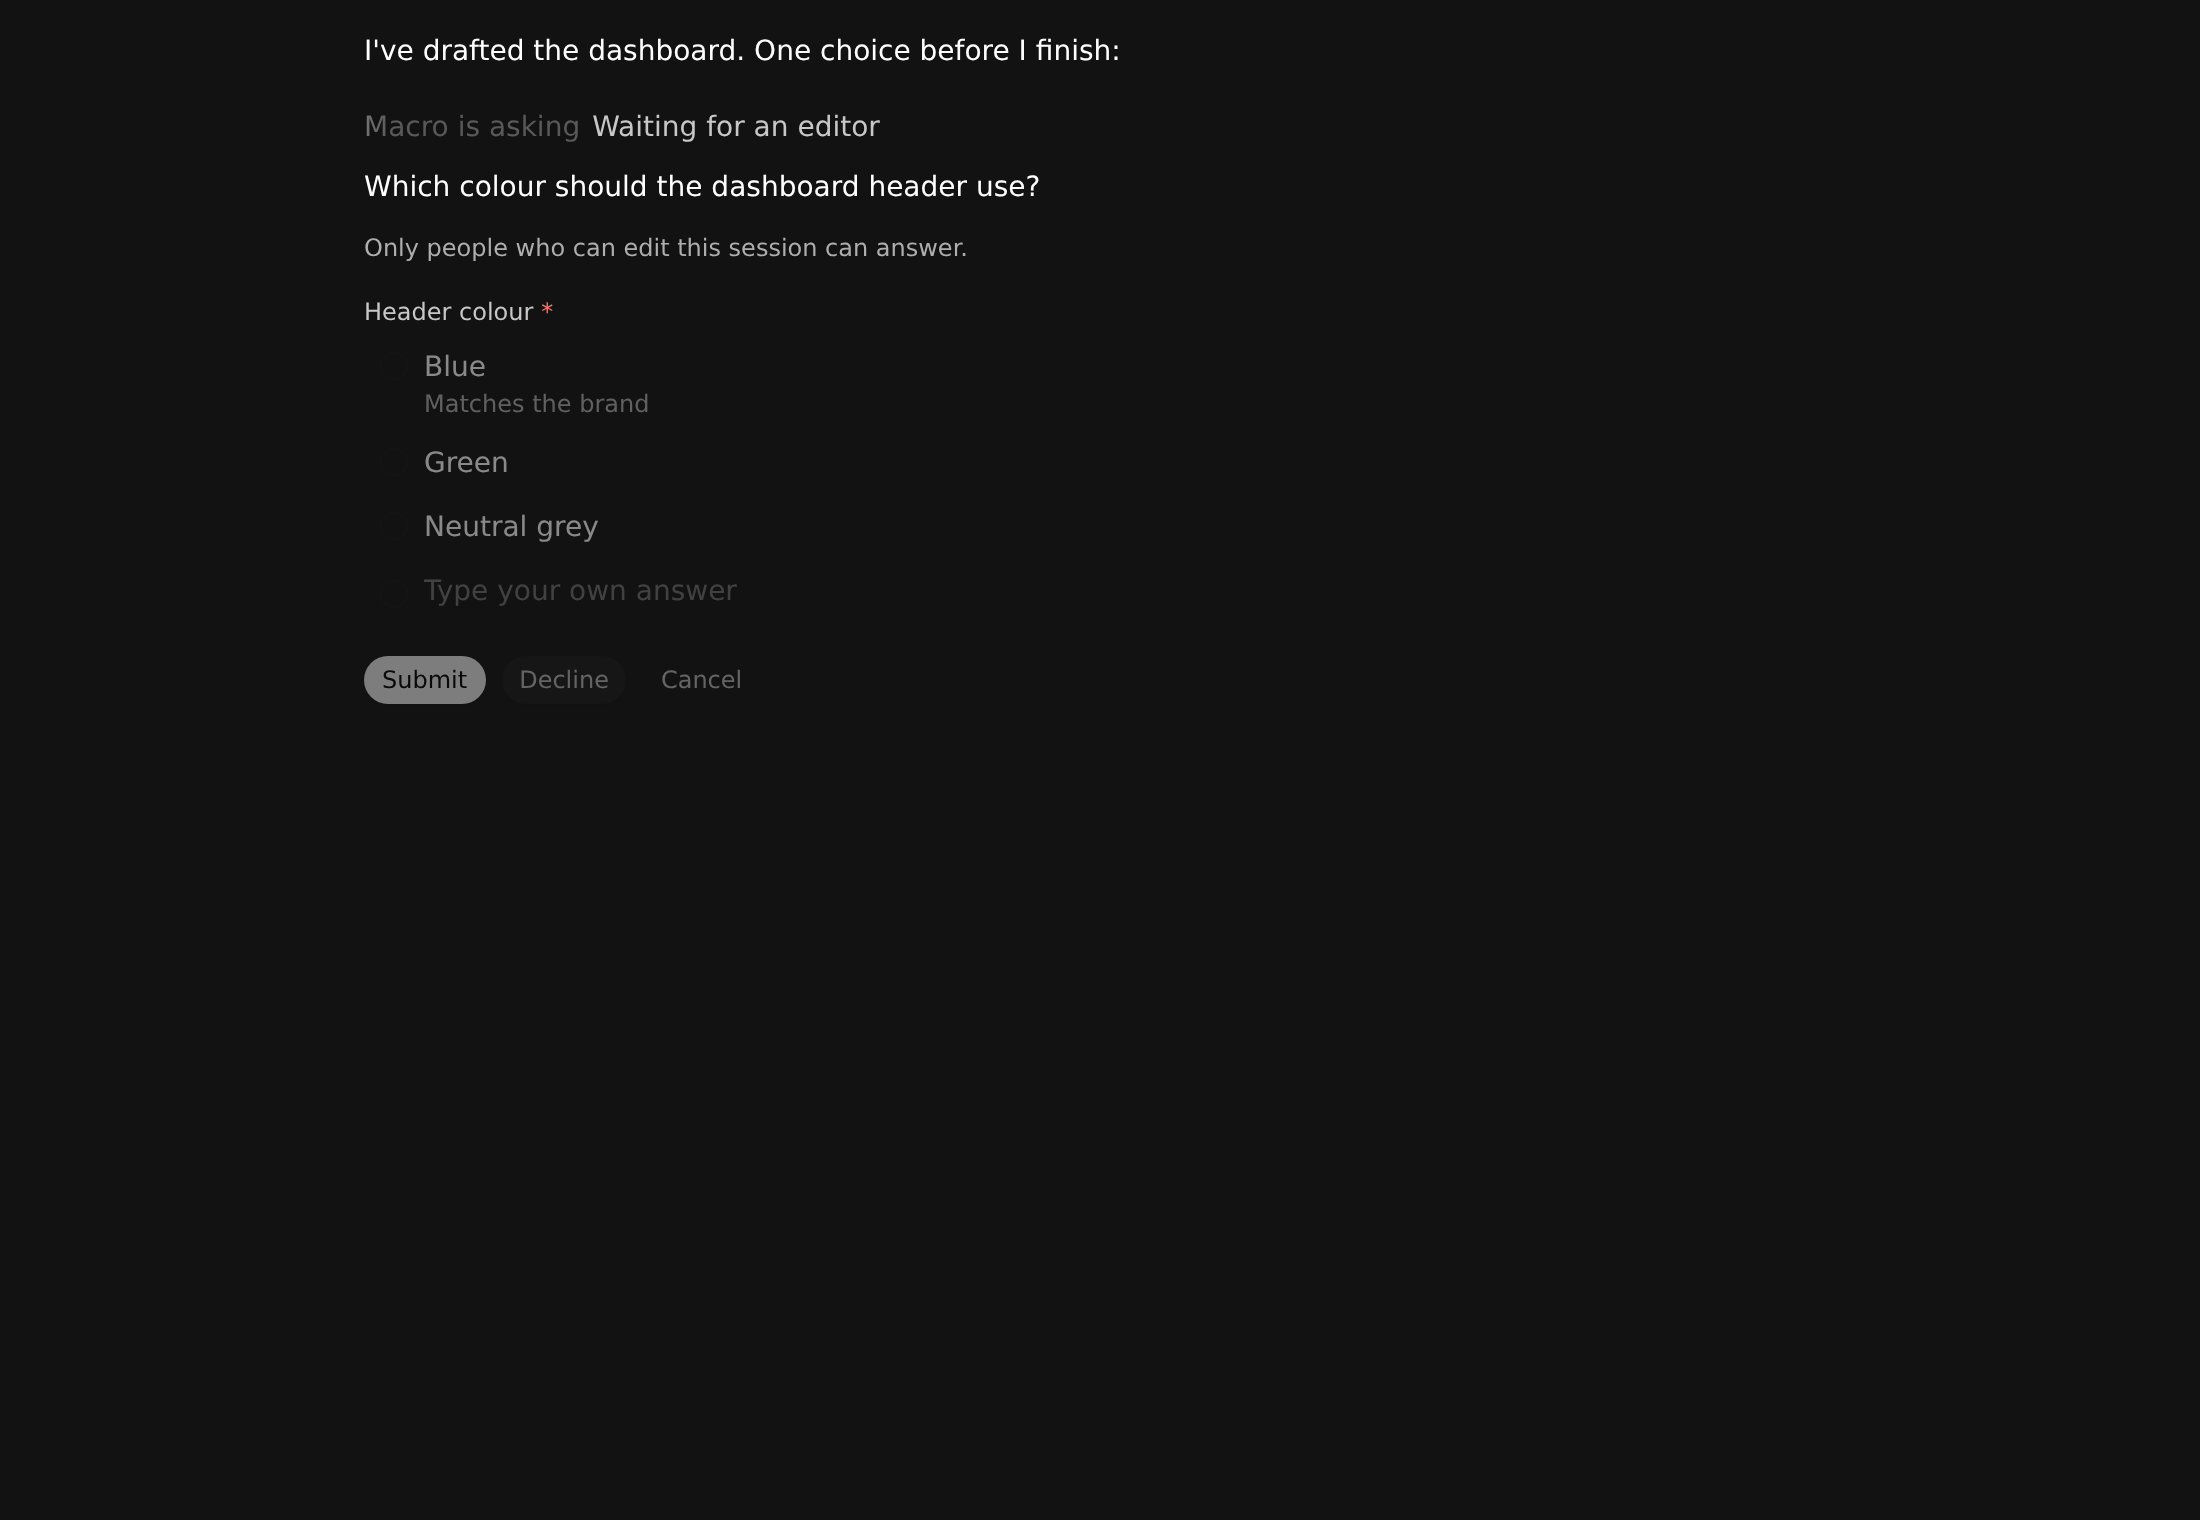 I've drafted the dashboard. One choice before I finish:
Macro is asking Waiting for an editor
Which colour should the dashboard header use?
Only people who can edit this session can answer.
Header colour *
Blue
Matches the brand
Green
Neutral grey
Type your own answer
Submit Decline Cancel